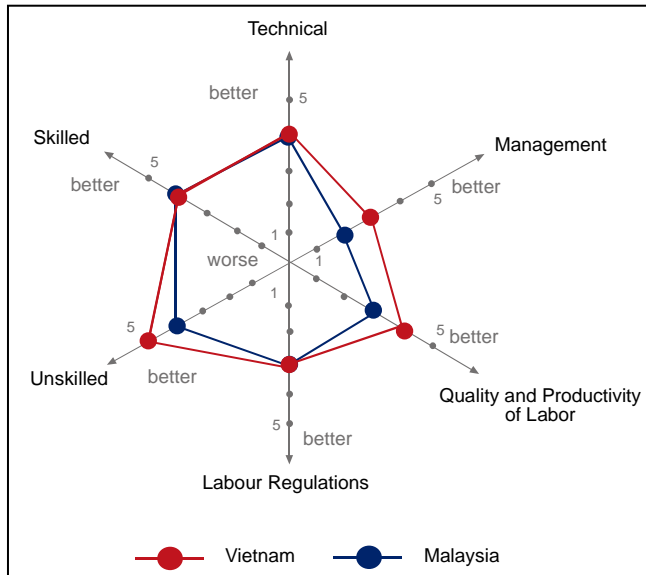 Technical
better
5
Skilled
5
better
Management
better
5
1
worse
1
1
5
better
5
Unskilled
better
Quality and Productivity
of Labor
5
better
Labour Regulations
Vietnam
Malaysia